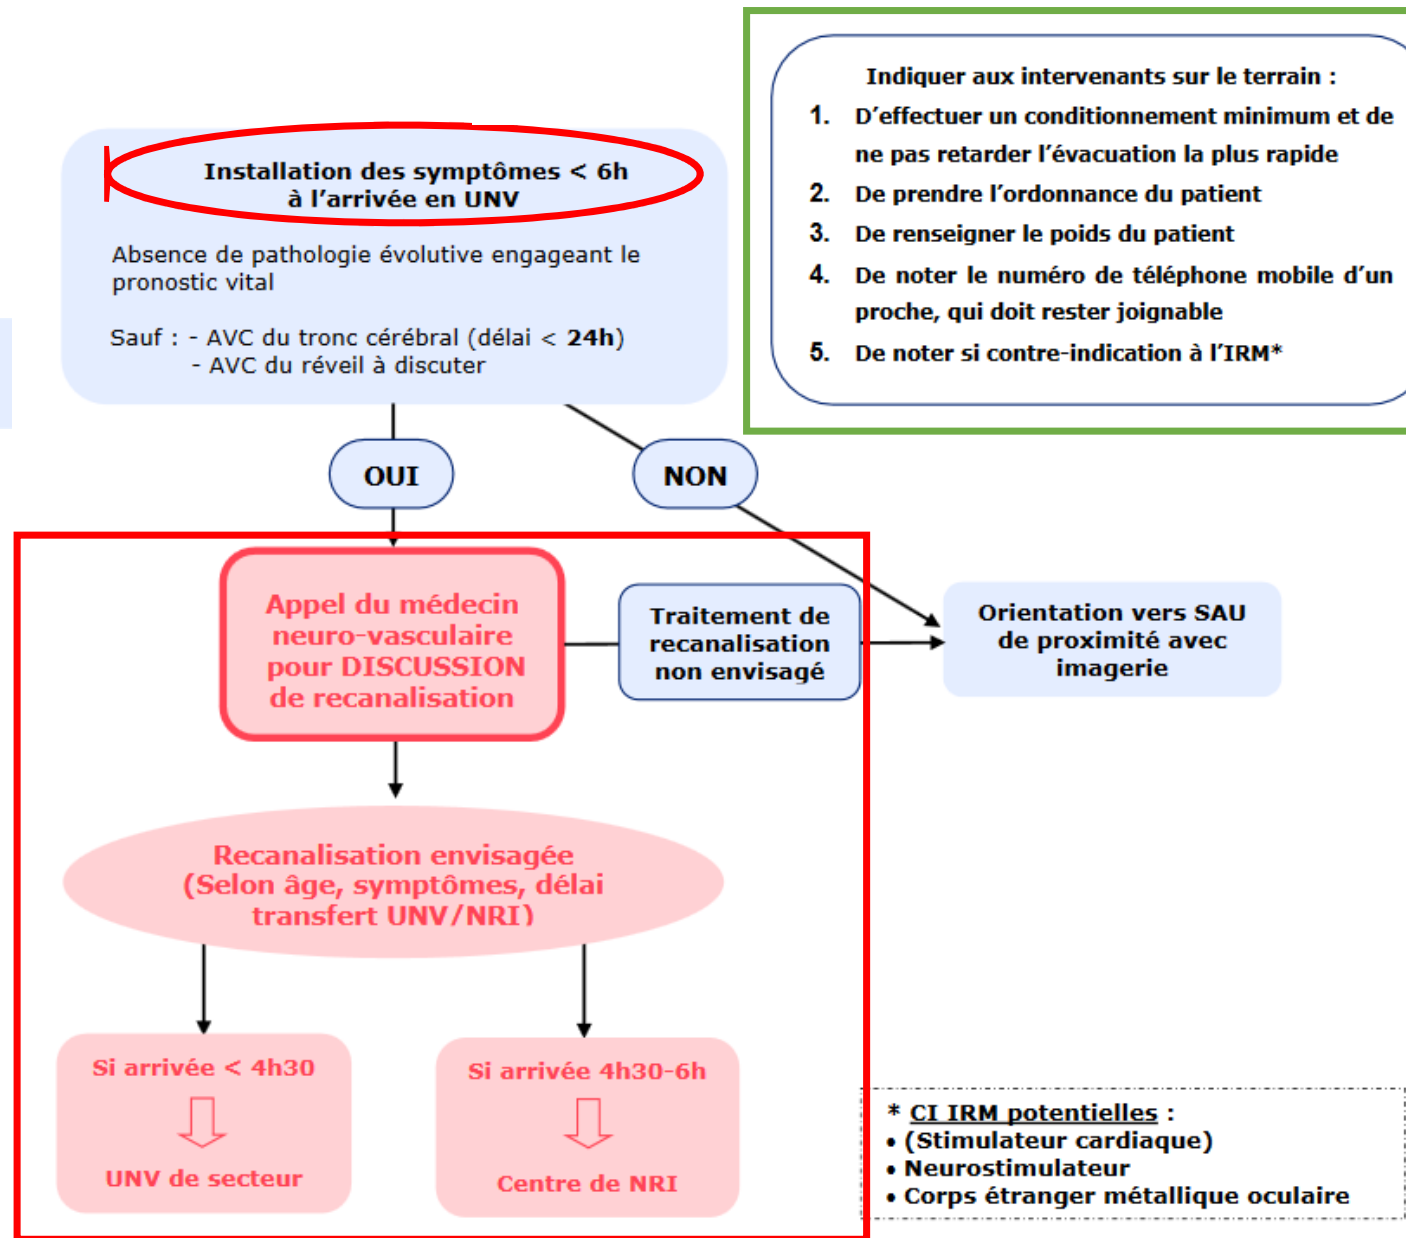 Installation des symptômes < 6h
à l'arrivée en UNV
Absence de pathologie évolutive engageant le
pronostic vital
Sauf : - AVC du tronc cérébral (délai < 24h)
- AVC du réveil à discuter
Indiquer aux intervenants sur le terrain :
1. D'effectuer un conditionnement minimum et de
ne pas retarder l'évacuation la plus rapide
2. De prendre l'ordonnance du patient
3. De renseigner le poids du patient
4. De noter le numéro de téléphone mobile d'un
proche, qui doit rester joignable
5. De noter si contre-indication à l'IRM*
OUI
NON
Appel du médecin
neuro-vasculaire
pour DISCUSSION
de recanalisation
Traitement de
recanalisation
non envisagé
Orientation vers SAU
de proximité avec
imagerie
Recanalisation envisagée
(Selon âge, symptômes, délai
transfert UNV/NRI)
Si arrivée < 4h30
UNV de secteur
Si arrivée 4h30-6h
Centre de NRI
* CI IRM potentielles :
• (Stimulateur cardiaque)
• Neurostimulateur
• Corps étranger métallique oculaire